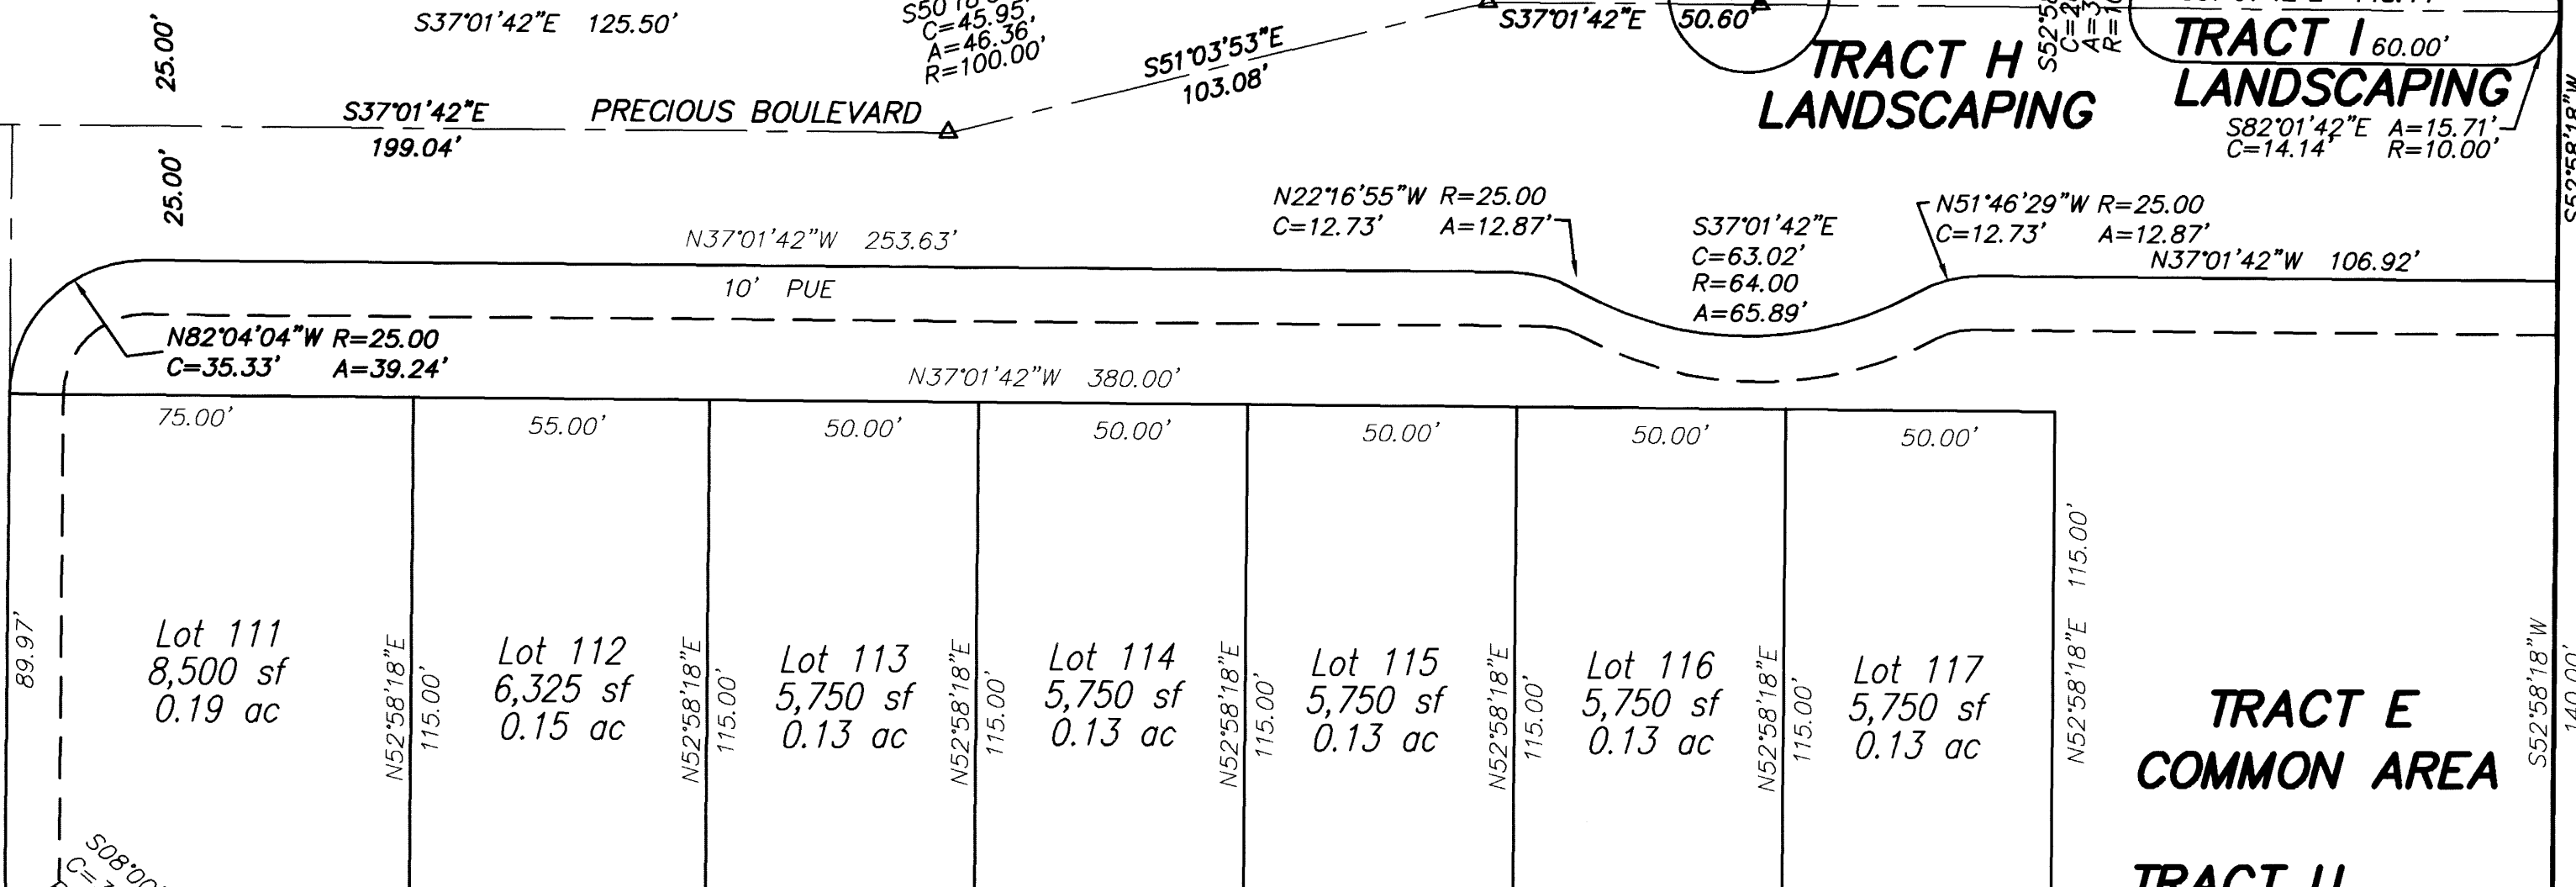 S37°01'42"E 125.50'
C=45.95'
A=46.36'
R=100.00'
25.00'
S51°03'53"E
103.08'
S37°01'42"E 50.60'
TRACT H
LANDSCAPING
TRACT I 60.00'
LANDSCAPING
S82°01'42"E A=15.71'
C=14.14' R=10.00'
S52°58'18"W
S37°01'42"E PRECIOUS BOULEVARD
199.04'
25.00'
N37°01'42"W 253.63'
10' PUE
N22°16'55"W R=25.00
C=12.73' A=12.87'
S37°01'42"E
C=63.02'
R=64.00
A=65.89'
N51°46'29"W R=25.00
C=12.73' A=12.87'
N37°01'42"W 106.92'
N82°04'04"W R=25.00
C=35.33' A=39.24'
N37°01'42"W 380.00'
75.00'
55.00'
50.00'
50.00'
50.00'
50.00'
50.00'
89.97'
Lot 111
8,500 sf
0.19 ac
N52°58'18"E
115.00'
Lot 112
6,325 sf
0.15 ac
N52°58'18"E
115.00'
Lot 113
5,750 sf
0.13 ac
N52°58'18"E
115.00'
Lot 114
5,750 sf
0.13 ac
N52°58'18"E
115.00'
Lot 115
5,750 sf
0.13 ac
N52°58'18"E
115.00'
Lot 116
5,750 sf
0.13 ac
N52°58'18"E
115.00'
Lot 117
5,750 sf
0.13 ac
N52°58'18"E 115.00'
TRACT E
COMMON AREA
S52°58'18"W
140.00'
TRACT U